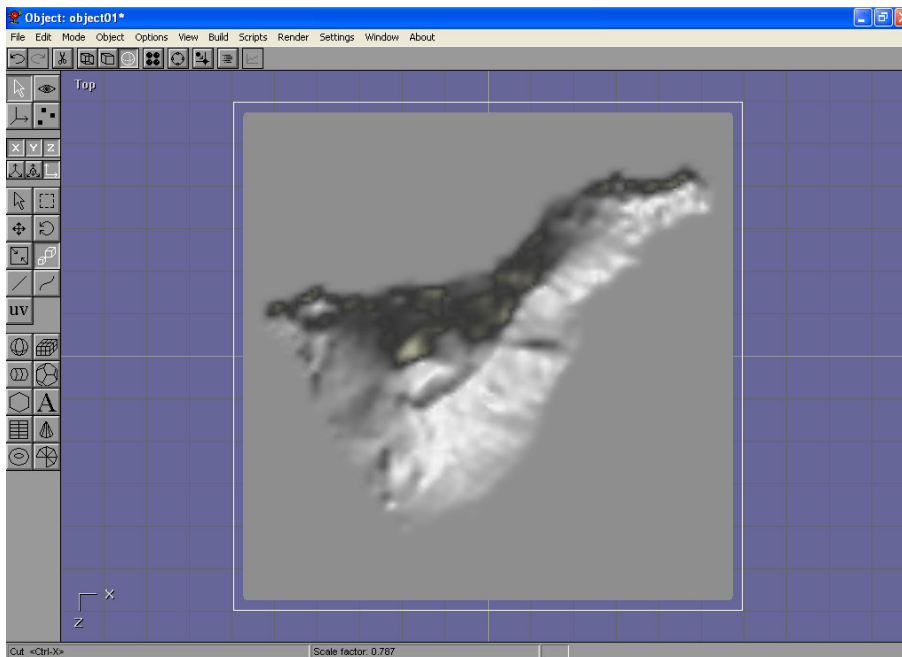 Object: object01*
File Edit Mode Object Options View Build Scripts Render Settings Window About
Top
X Y Z
UV
A
X
Z
Cut <Ctrl-X> Scale factor: 0.787